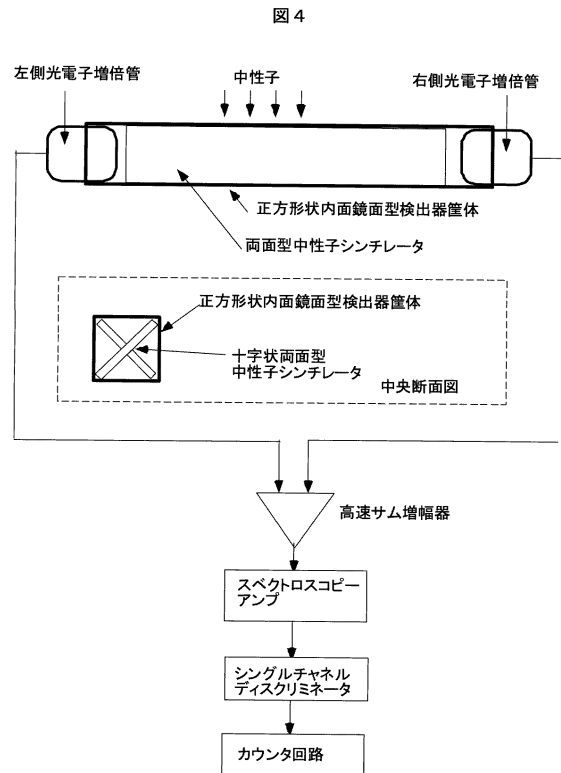 図4
左側光電子増倍管
中性子
右側光電子増倍管
正方形状内面鏡面型検出器筐体
両面型中性子シンチレータ
正方形状内面鏡面型検出器筐体
十字状両面型
中性子シンチレータ
中央断面図
高速サム増幅器
スペクトロスコピー
アンプ
シングルチャネル
ディスクリミネータ
カウンタ回路